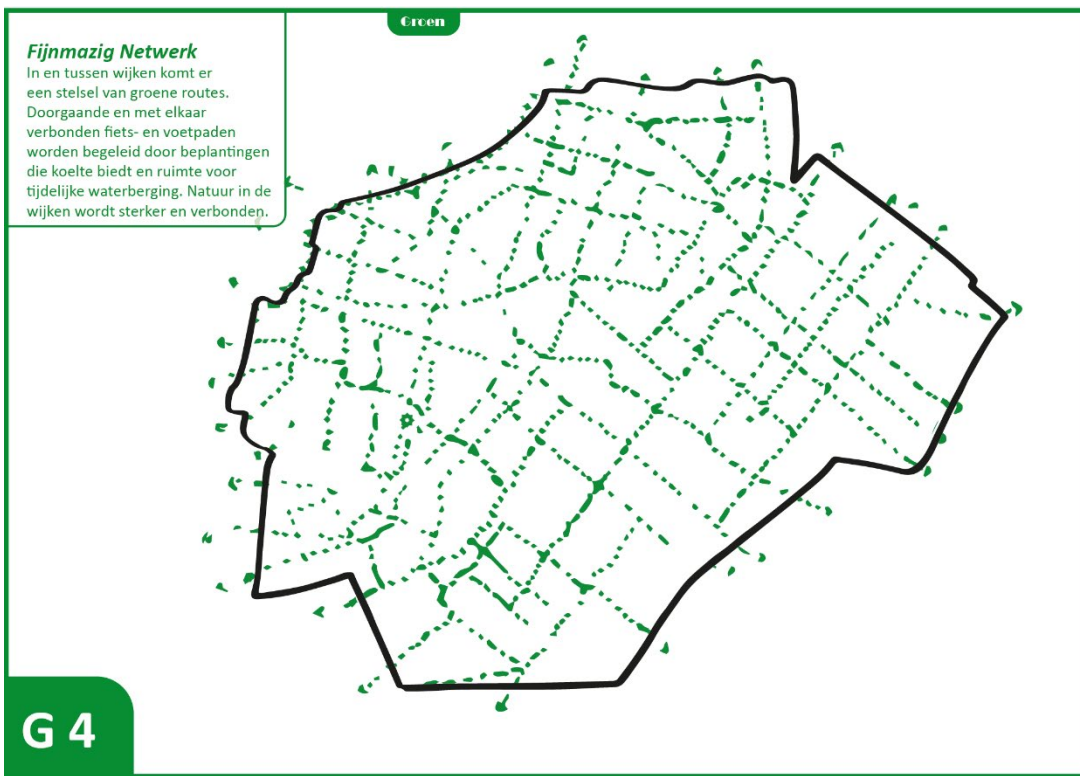 Groen
Fijnmazig Netwerk
In en tussen wijken komt er
een stelsel van groene routes.
Doorgaande en met elkaar
verbonden fiets- en voetpaden
worden begeleid door beplantingen
die koelte biedt en ruimte voor
tijdelijke waterberging. Natuur in de
wijken wordt sterker en verbonden.
G 4